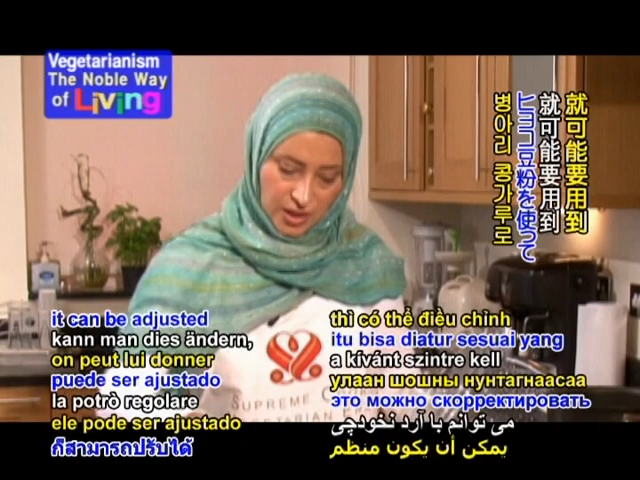 Vegetarianism
The Noble Way
of Living
就可能要用到
就可能要用到
ヒヨコ豆粉を使って
병아리 콩가루로
it can be adjusted
kann man dies ändern,
on peut lui donner
puede ser ajustado
la potrò regolare
ele pode ser ajustado
ก็สามารถปรับได้
thì có thể điều chỉnh
itu bisa diatur sesuai yang
a kívánt szintre kell
улаан шошны нунтагнаасаа
это можно скорректировать
می توانم با آرد نخودچی
يمكن أن يكون منظم
SUPREME